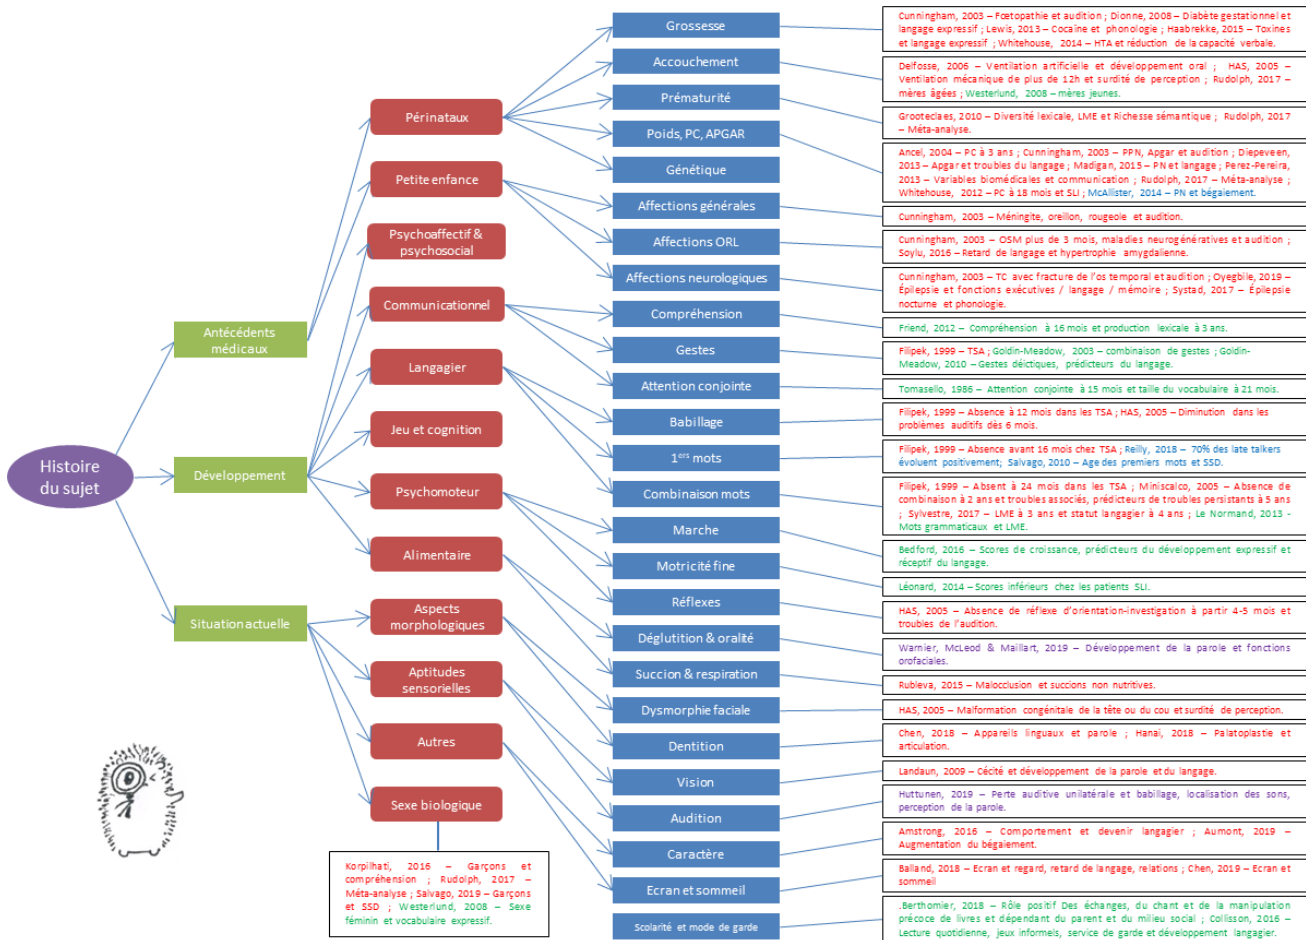 Histoire
du sujet
Antécédents
médicaux
Développement
Situation actuelle
Périnataux
Petite enfance
Psychoaffectif &
psychosocial
Communicationnel
Langagier
Jeu et cognition
Psychomoteur
Alimentaire
Aspects
morphologiques
Aptitudes
sensorielles
Autres
Sexe biologique
Korpilhati, 2016 – Garçons et
compréhension ; Rudolph, 2017 –
Méta-analyse ; Salvago, 2019 – Garçons
et SSD ; Westerlund, 2008 – Sexe
féminin et vocabulaire expressif.
Grossesse
Accouchement
Prématurité
Poids, PC, APGAR
Génétique
Affections générales
Affections ORL
Affections neurologiques
Compréhension
Gestes
Attention conjointe
Babillage
1ers mots
Combinaison mots
Marche
Motricité fine
Réflexes
Déglutition & oralité
Succion & respiration
Dysmorphie faciale
Dentition
Vision
Audition
Caractère
Ecran et sommeil
Scolarité et mode de garde
Cunningham, 2003 – Fœtopathie et audition ; Dionne, 2008 – Diabète gestationnel et
langage expressif ; Lewis, 2013 – Cocaïne et phonologie ; Haabrekke, 2015 – Toxines
et langage expressif ; Whitehouse, 2014 – HTA et réduction de la capacité verbale.
Delfosse, 2006 – Ventilation artificielle et développement oral ; HAS, 2005 –
Ventilation mécanique de plus de 12h et surdité de perception ; Rudolph, 2017 –
mères âgées ; Westerlund, 2008 – mères jeunes.
Grooteclaes, 2010 – Diversité lexicale, LME et Richesse sémantique ; Rudolph, 2017
– Méta-analyse.
Ancel, 2004 – PC à 3 ans ; Cunningham, 2003 – PPN, Apgar et audition ; Diepeveen,
2013 – Apgar et troubles du langage ; Madigan, 2015 – PN et langage ; Perez-Pereira,
2013 – Variables biomédicales et communication ; Rudolph, 2017 – Méta-analyse ;
Whitehouse, 2012 – PC à 18 mois et SLI ; McAllister, 2014 – PN et bégaiement.
Cunningham, 2003 – Méningite, oreillon, rougeole et audition.
Cunningham, 2003 – OSM plus de 3 mois, maladies neurogénératives et audition ;
Soylu, 2016 – Retard de langage et hypertrophie amygdalienne.
Cunningham, 2003 – TC avec fracture de l'os temporal et audition ; Oyegbile, 2019 –
Épilepsie et fonctions exécutives / langage / mémoire ; Systad, 2017 – Épilepsie
nocturne et phonologie.
Friend, 2012 – Compréhension à 16 mois et production lexicale à 3 ans.
Filipek, 1999 – TSA ; Goldin-Meadow, 2003 – combinaison de gestes ; Goldin-
Meadow, 2010 – Gestes déictiques, prédicteurs du langage.
Tomasello, 1986 – Attention conjointe à 15 mois et taille du vocabulaire à 21 mois.
Filipek, 1999 – Absence à 12 mois dans les TSA ; HAS, 2005 – Diminution dans les
problèmes auditifs dès 6 mois.
Filipek, 1999 – Absence avant 16 mois chez TSA ; Reilly, 2018 – 70% des late talkers
évoluent positivement; Salvago, 2010 – Age des premiers mots et SSD.
Filipek, 1999 – Absent à 24 mois dans les TSA ; Miniscalco, 2005 – Absence de
combinaison à 2 ans et troubles associés, prédicteurs de troubles persistants à 5 ans
; Sylvestre, 2017 – LME à 3 ans et statut langagier à 4 ans ; Le Normand, 2013 -
Mots grammaticaux et LME.
Bedford, 2016 – Scores de croissance, prédicteurs du développement expressif et
réceptif du langage.
Léonard, 2014 – Scores inférieurs chez les patients SLI.
HAS, 2005 – Absence de réflexe d'orientation-investigation à partir 4-5 mois et
troubles de l'audition.
Warnier, McLeod & Maillart, 2019 – Développement de la parole et fonctions
orofaciales.
Rubleva, 2015 – Malocclusion et succions non nutritives.
HAS, 2005 – Malformation congénitale de la tête ou du cou et surdité de perception.
Chen, 2018 – Appareils linguaux et parole ; Hanai, 2018 – Palatoplastie et
articulation.
Landaun, 2009 – Cécité et développement de la parole et du langage.
Huttunen, 2019 – Perte auditive unilatérale et babillage, localisation des sons,
perception de la parole.
Amstrong, 2016 – Comportement et devenir langagier ; Aumont, 2019 –
Augmentation du bégaiement.
Balland, 2018 – Ecran et regard, retard de langage, relations ; Chen, 2019 – Ecran et
sommeil
.Berthomier, 2018 – Rôle positif Des échanges, du chant et de la manipulation
précoce de livres et dépendant du parent et du milieu social ; Collisson, 2016 –
Lecture quotidienne, jeux informels, service de garde et développement langagier.